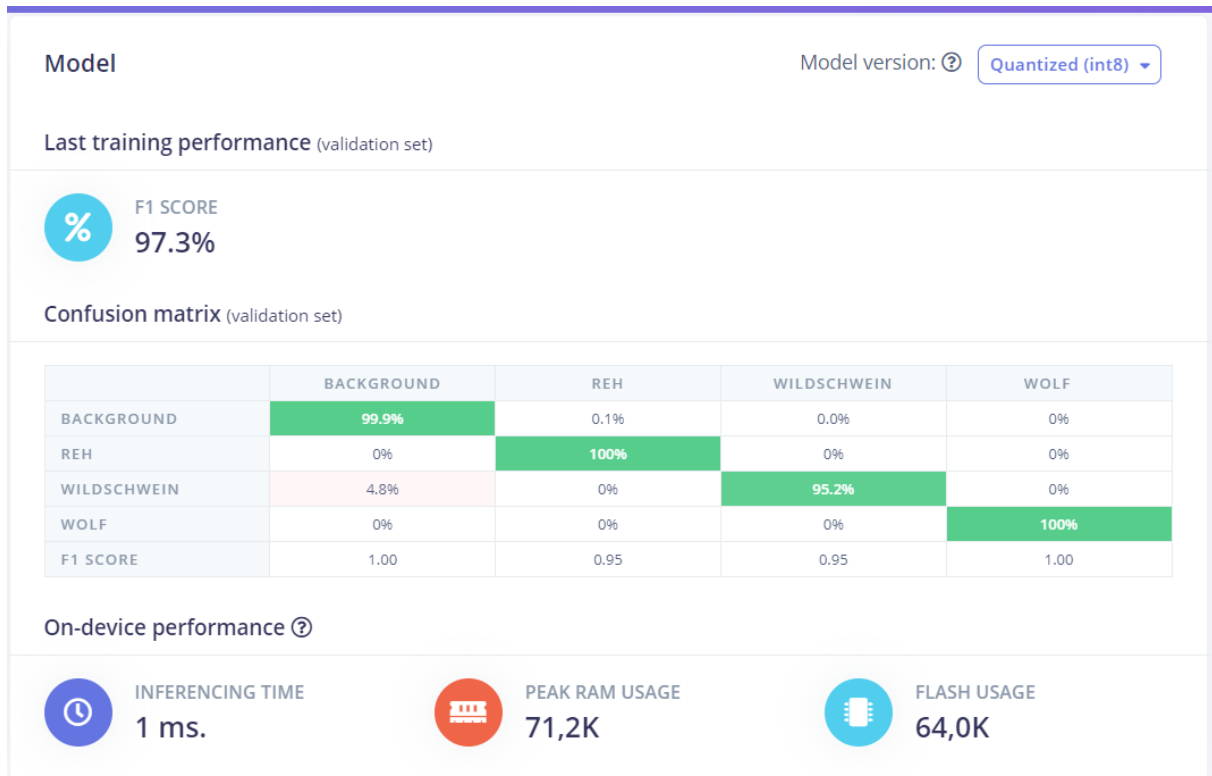 Model
Model version: ? Quantized (int8)
Last training performance (validation set)
%
F1 SCORE
97.3%
Confusion matrix (validation set)
BACKGROUND REH WILDSCHWEIN WOLF
BACKGROUND 99.9% 0.1% 0.0% 0%
REH 0% 100% 0% 0%
WILDSCHWEIN 4.8% 0% 95.2% 0%
WOLF 0% 0% 0% 100%
F1 SCORE 1.00 0.95 0.95 1.00
On-device performance ?
INFERENCING TIME
1 ms.
PEAK RAM USAGE
71,2K
FLASH USAGE
64,0K